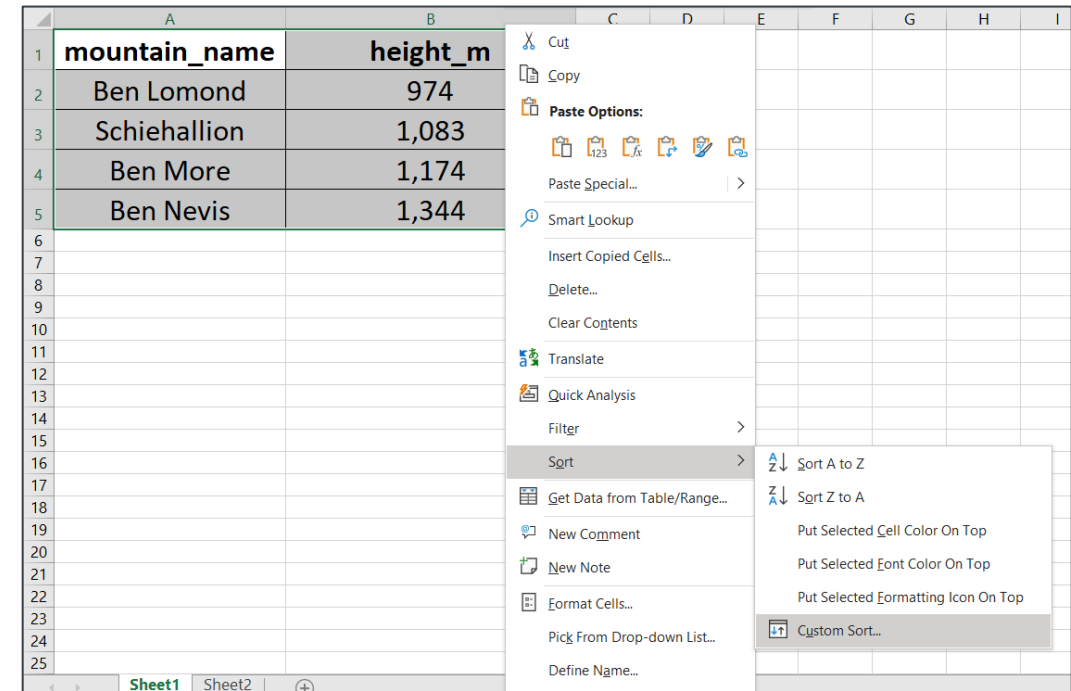 A B C D E F G H I
1 mountain_name height_m
2 Ben Lomond 974
3 Schiehallion 1,083
4 Ben More 1,174
5 Ben Nevis 1,344
6
7
8
9
10
11
12
13
14
15
16
17
18
19
20
21
22
23
24
25
Cut
Copy
Paste Options:
123 fx
Paste Special...
Smart Lookup
Insert Copied Cells...
Delete...
Clear Contents
Translate
Quick Analysis
Filter
Sort
Get Data from Table/Range...
New Comment
New Note
Format Cells...
Pick From Drop-down List...
Define Name...
Sort A to Z
Sort Z to A
Put Selected Cell Color On Top
Put Selected Font Color On Top
Put Selected Formatting Icon On Top
Custom Sort...
Sheet1 Sheet2